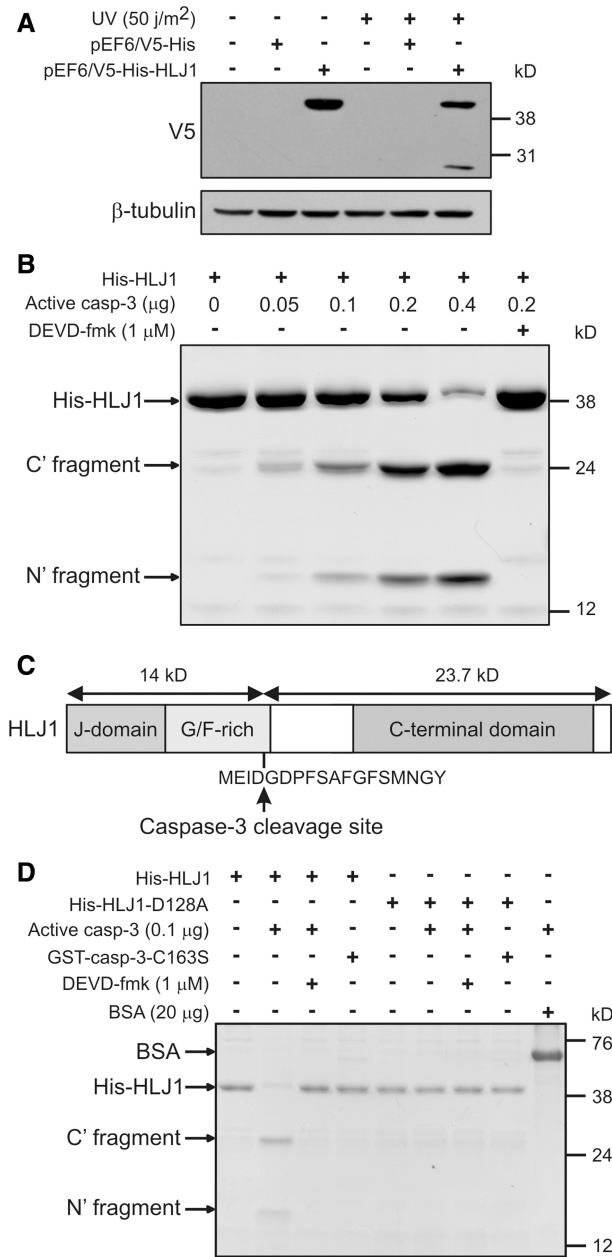 A
UV (50 j/m2) - - - + + +
pEF6/V5-His - + - - + -
pEF6/V5-His-HLJ1 - - + - - + kD
V5
38
31
β-tubulin
B
His-HLJ1 + + + + + +
Active casp-3 (μg) 0 0.05 0.1 0.2 0.4 0.2
DEVD-fmk (1 μM) - - - - - + kD
His-HLJ1 38
C' fragment 24
N' fragment
12
C
14 kD 23.7 kD
HLJ1 J-domain G/F-rich C-terminal domain
MEIDGDPFSAFGFSMNGY
Caspase-3 cleavage site
D
His-HLJ1 + + + + - - - - -
His-HLJ1-D128A - - - - + + + + -
Active casp-3 (0.1 μg) - + + - - + + - +
GST-casp-3-C163S - - - + - - - + -
DEVD-fmk (1 μM) - - + - - - + - -
BSA (20 μg) - - - - - - - - + kD
76
BSA
His-HLJ1 38
C' fragment
24
N' fragment
12